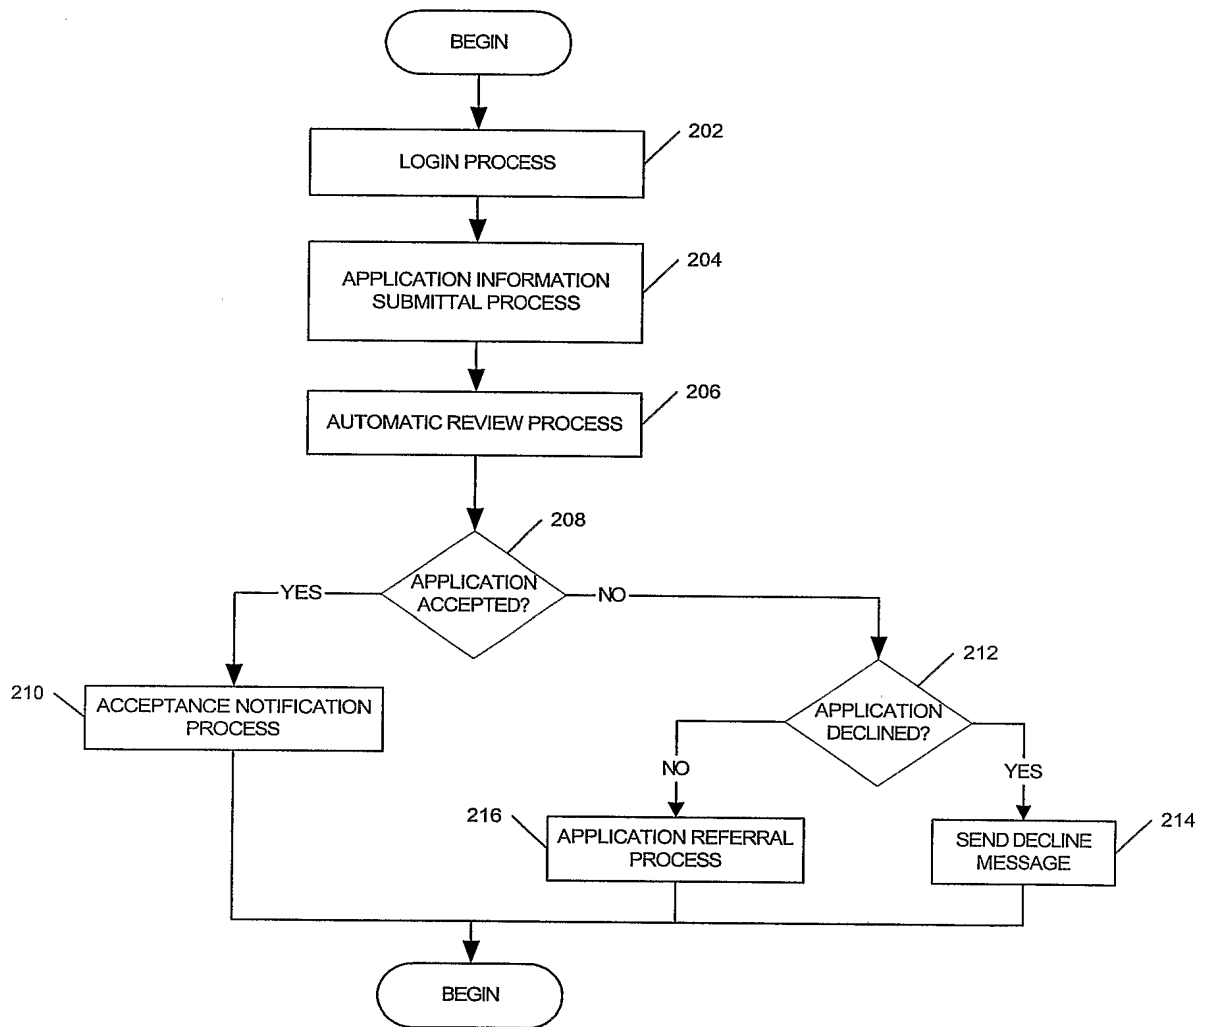 BEGIN
202
LOGIN PROCESS
204
APPLICATION INFORMATION
SUBMITTAL PROCESS
206
AUTOMATIC REVIEW PROCESS
208
APPLICATION
ACCEPTED?
YES
NO
212
210
ACCEPTANCE NOTIFICATION
PROCESS
APPLICATION
DECLINED?
NO
YES
216
APPLICATION REFERRAL
PROCESS
214
SEND DECLINE
MESSAGE
BEGIN